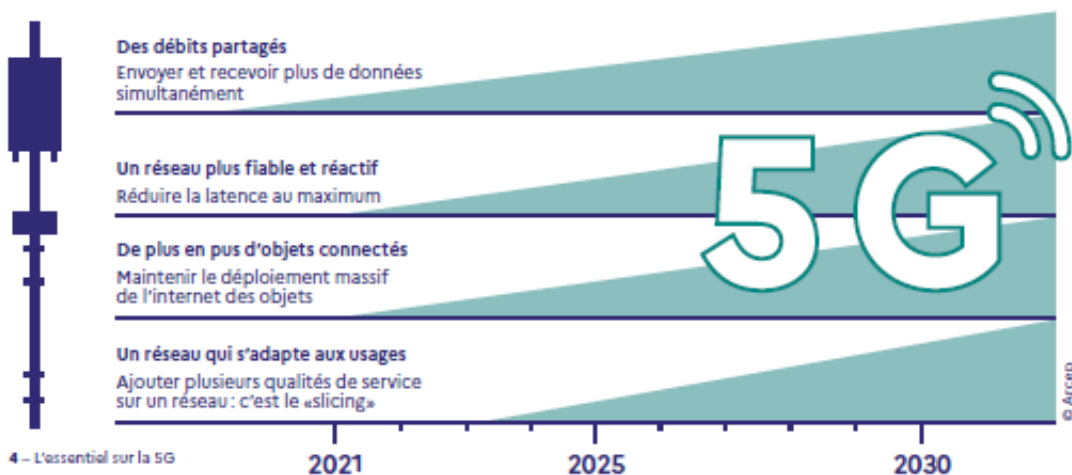 Des débits partagés
Envoyer et recevoir plus de données
simultanément
Un réseau plus fiable et réactif
Réduire la latence au maximum
De plus en pus d'objets connectés
Maintenir le déploiement massif
de l'internet des objets
Un réseau qui s'adapte aux usages
Ajouter plusieurs qualités de service
sur un réseau : c'est le «slicing»
5G
© Arcep
2021
2025
2030
4 – L'essentiel sur la 5G